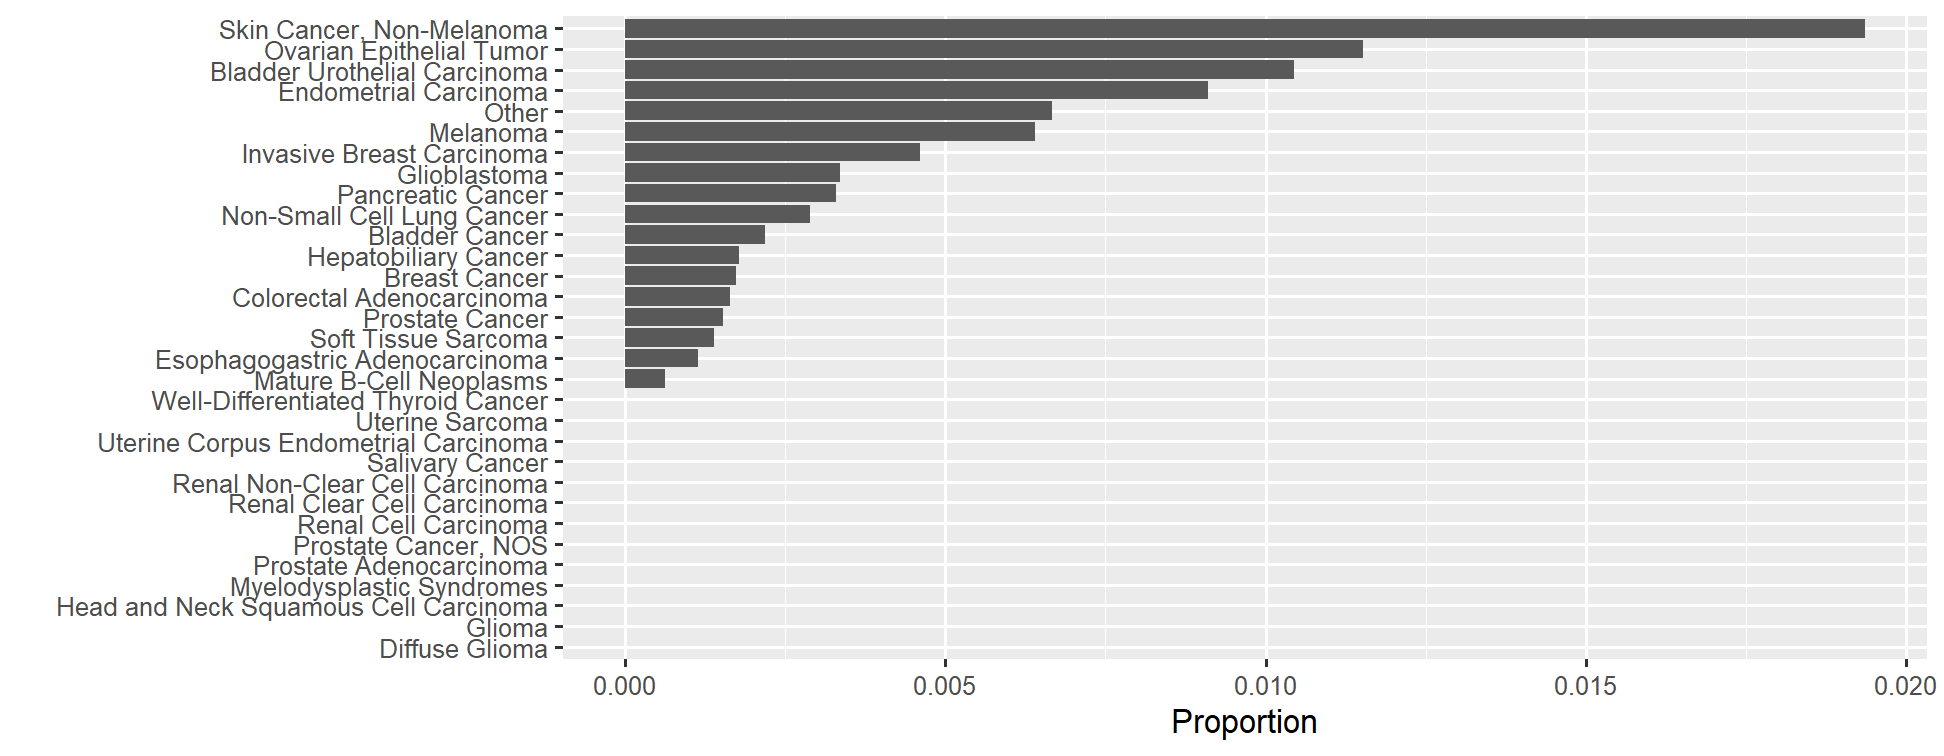 Skin Cancer, Non-Melanoma
Ovarian Epithelial Tumor
Bladder Urothelial Carcinoma
Endometrial Carcinoma
Other
Melanoma
Invasive Breast Carcinoma
Glioblastoma
Pancreatic Cancer
Non-Small Cell Lung Cancer
Bladder Cancer
Hepatobiliary Cancer
Breast Cancer
Colorectal Adenocarcinoma
Prostate Cancer
Soft Tissue Sarcoma
Esophagogastric Adenocarcinoma
Mature B-Cell Neoplasms
Well-Differentiated Thyroid Cancer
Uterine Sarcoma
Uterine Corpus Endometrial Carcinoma
Salivary Cancer
Renal Non-Clear Cell Carcinoma
Renal Clear Cell Carcinoma
Renal Cell Carcinoma
Prostate Cancer, NOS
Prostate Adenocarcinoma
Myelodysplastic Syndromes
Head and Neck Squamous Cell Carcinoma
Glioma
Diffuse Glioma
0.000 0.005 0.010 0.015 0.020
Proportion